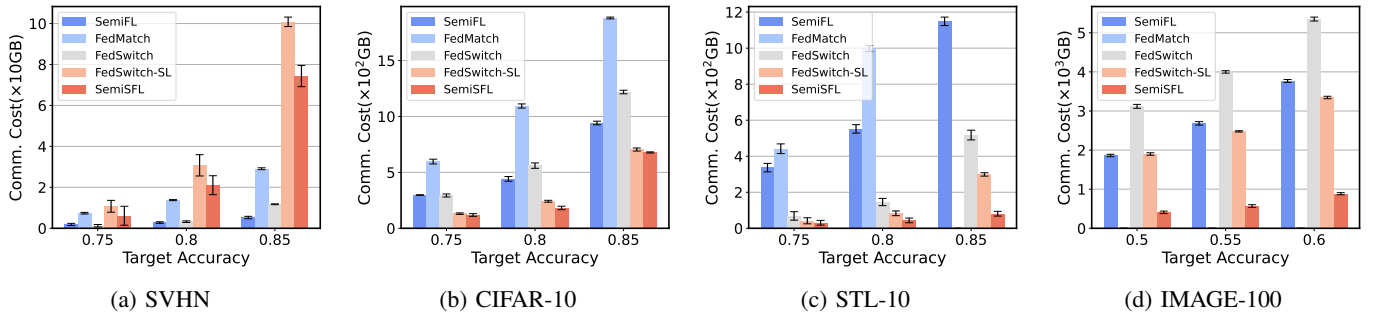 Comm. Cost(×10GB)
10
8
6
4
2
0
SemiFL
FedMatch
FedSwitch
FedSwitch-SL
SemiSFL
0.75 0.8 0.85
Target Accuracy
(a) SVHN
Comm. Cost(×10²GB)
15
10
5
0
SemiFL
FedMatch
FedSwitch
FedSwitch-SL
SemiSFL
0.75 0.8 0.85
Target Accuracy
(b) CIFAR-10
Comm. Cost(×10²GB)
12
10
8
6
4
2
0
SemiFL
FedMatch
FedSwitch
FedSwitch-SL
SemiSFL
0.75 0.8 0.85
Target Accuracy
(c) STL-10
Comm. Cost(×10³GB)
5
4
3
2
1
0
SemiFL
FedMatch
FedSwitch
FedSwitch-SL
SemiSFL
0.5 0.55 0.6
Target Accuracy
(d) IMAGE-100